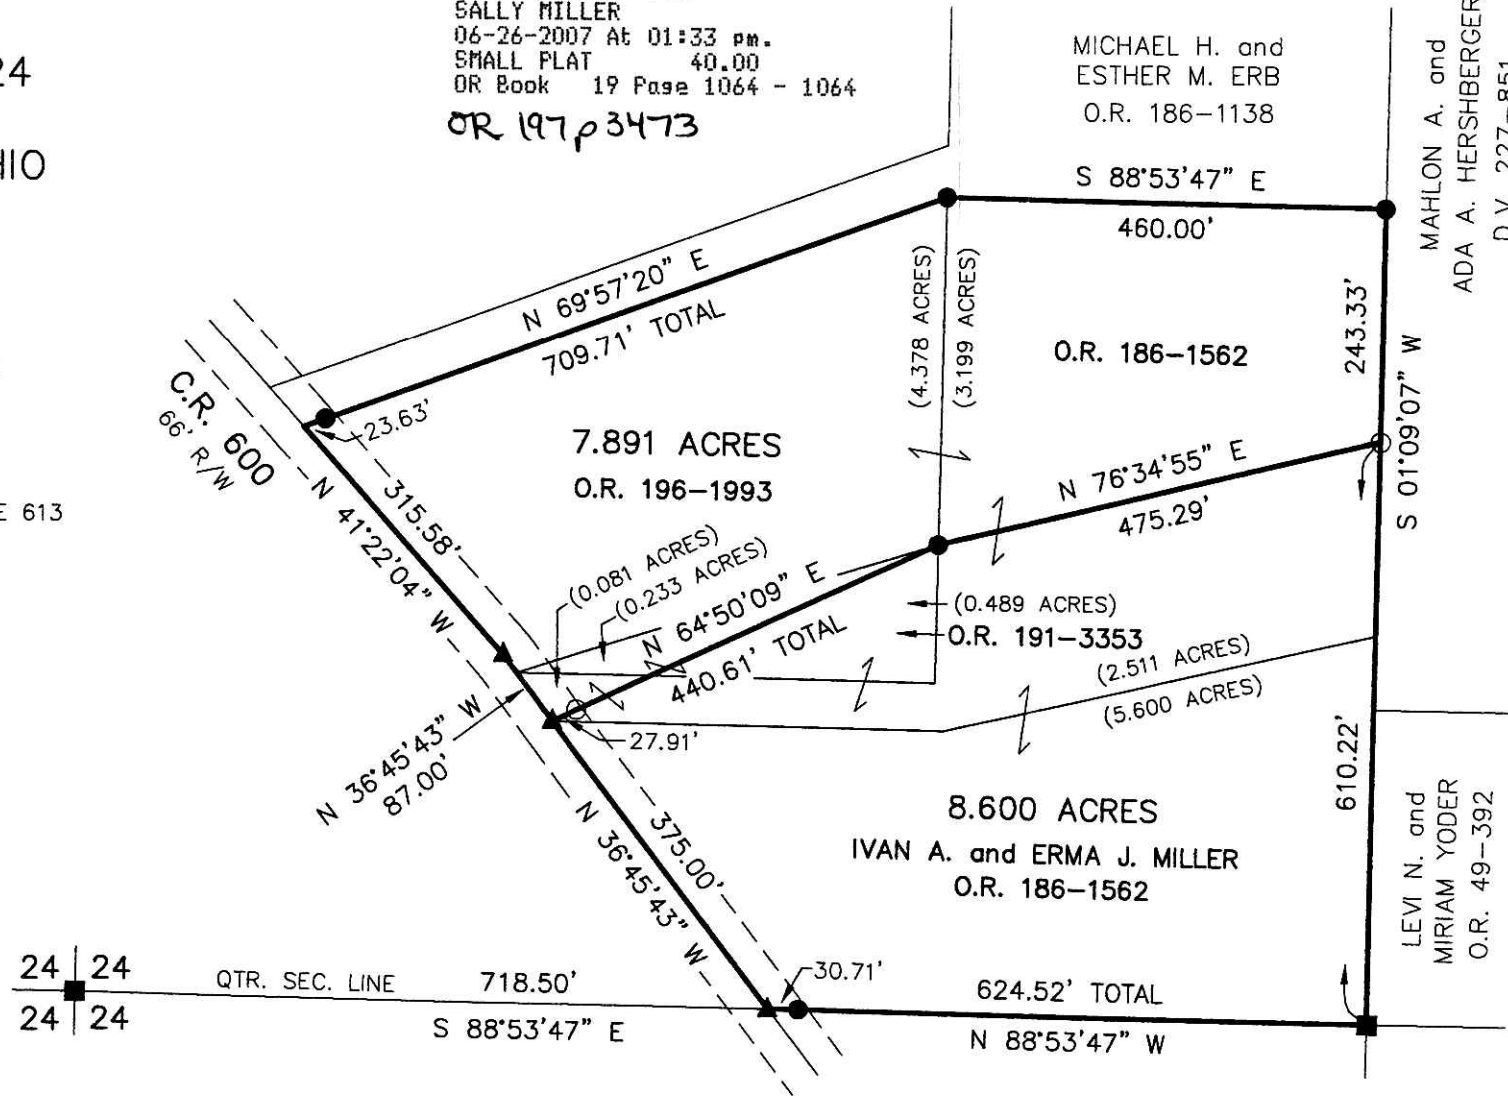 SALLY MILLER
06-26-2007 At 01:33 pm.
SMALL PLAT 40.00
OR Book 19 Page 1064 - 1064
OR 197 p 3473
24
HIO
E 613
MICHAEL H. and
ESTHER M. ERB
O.R. 186-1138
MAHLON A. and
ADA A. HERSHBERGER
D.V. 227-851
S 88°53'47" E
460.00'
N 69°57'20" E
709.71' TOTAL
23.63'
C.R. 600
66' R/W
N 41°22'04" W
315.58'
(4.378 ACRES)
(3.199 ACRES)
O.R. 186-1562
243.33'
S 01°09'07" W
7.891 ACRES
O.R. 196-1993
N 76°34'55" E
475.29'
(0.081 ACRES)
(0.233 ACRES)
N 64°50'09" E
440.61' TOTAL
(0.489 ACRES)
O.R. 191-3353
(2.511 ACRES)
(5.600 ACRES)
27.91'
N 36°45'43" W
87.00'
N 36°45'43" W
375.00'
8.600 ACRES
IVAN A. and ERMA J. MILLER
O.R. 186-1562
610.22'
LEVI N. and
MIRIAM YODER
O.R. 49-392
24 24
24 24
QTR. SEC. LINE 718.50'
S 88°53'47" E
30.71'
624.52' TOTAL
N 88°53'47" W